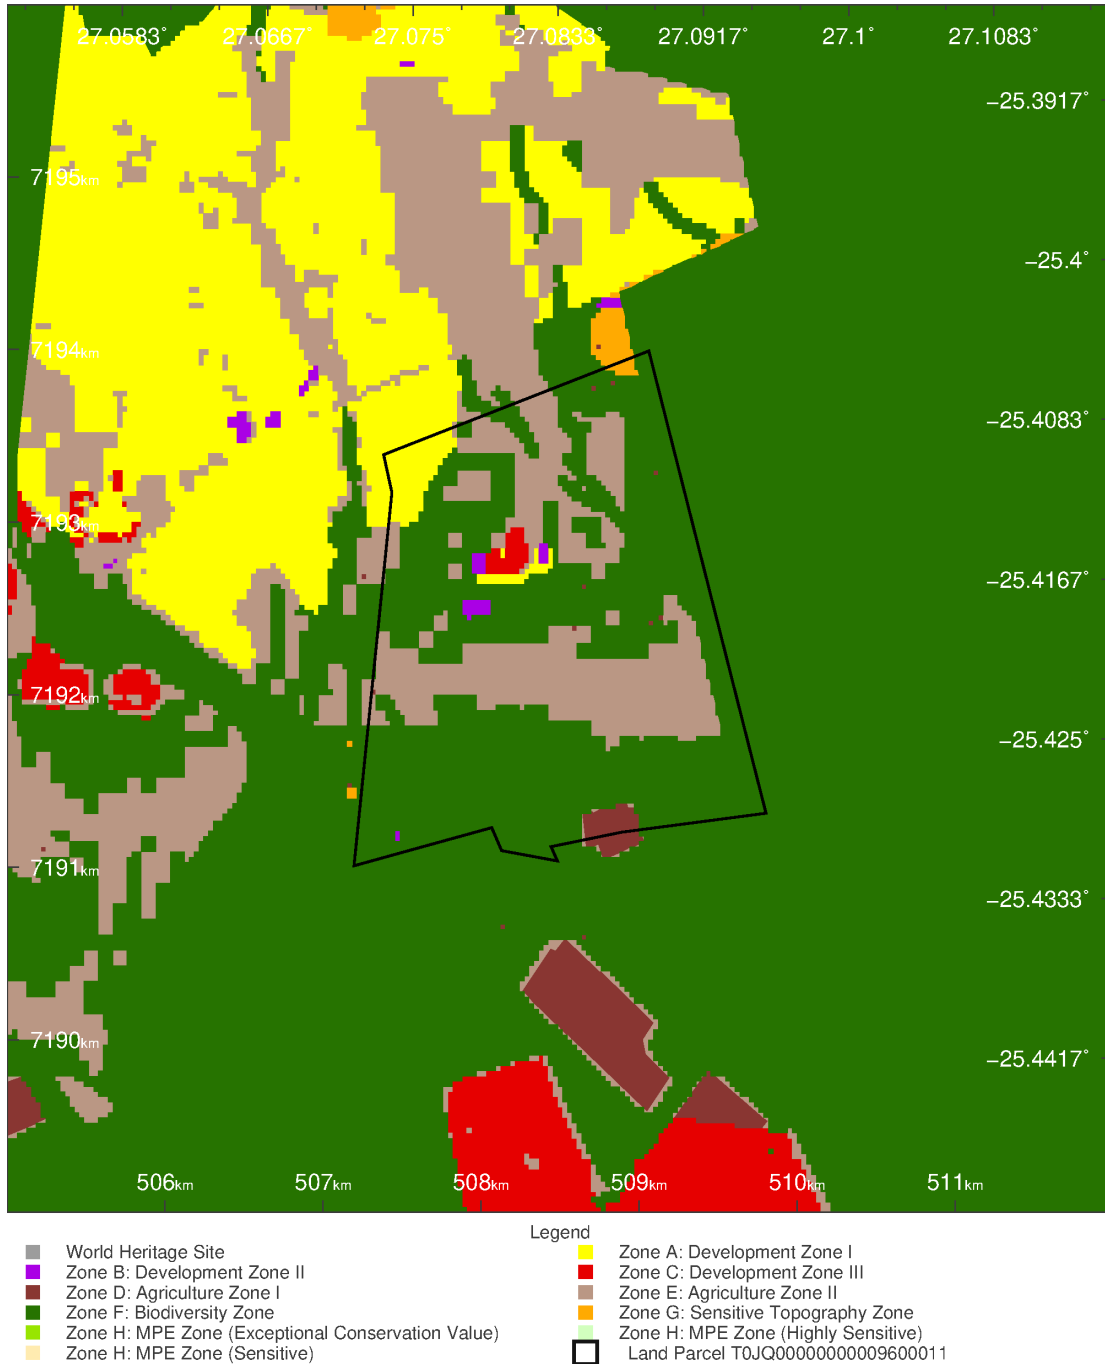 27.0583° 27.0667° 27.075° 27.0833° 27.0917° 27.1° 27.1083°
−25.3917°
7195km
−25.4°
7194km
−25.4083°
7193km
−25.4167°
7192km
−25.425°
7191km
−25.4333°
7190km
−25.4417°
506km 507km 508km 509km 510km 511km
Legend
World Heritage Site
Zone A: Development Zone I
Zone B: Development Zone II
Zone C: Development Zone III
Zone D: Agriculture Zone I
Zone E: Agriculture Zone II
Zone F: Biodiversity Zone
Zone G: Sensitive Topography Zone
Zone H: MPE Zone (Exceptional Conservation Value)
Zone H: MPE Zone (Highly Sensitive)
Zone H: MPE Zone (Sensitive)
Land Parcel T0JQ00000000009600011